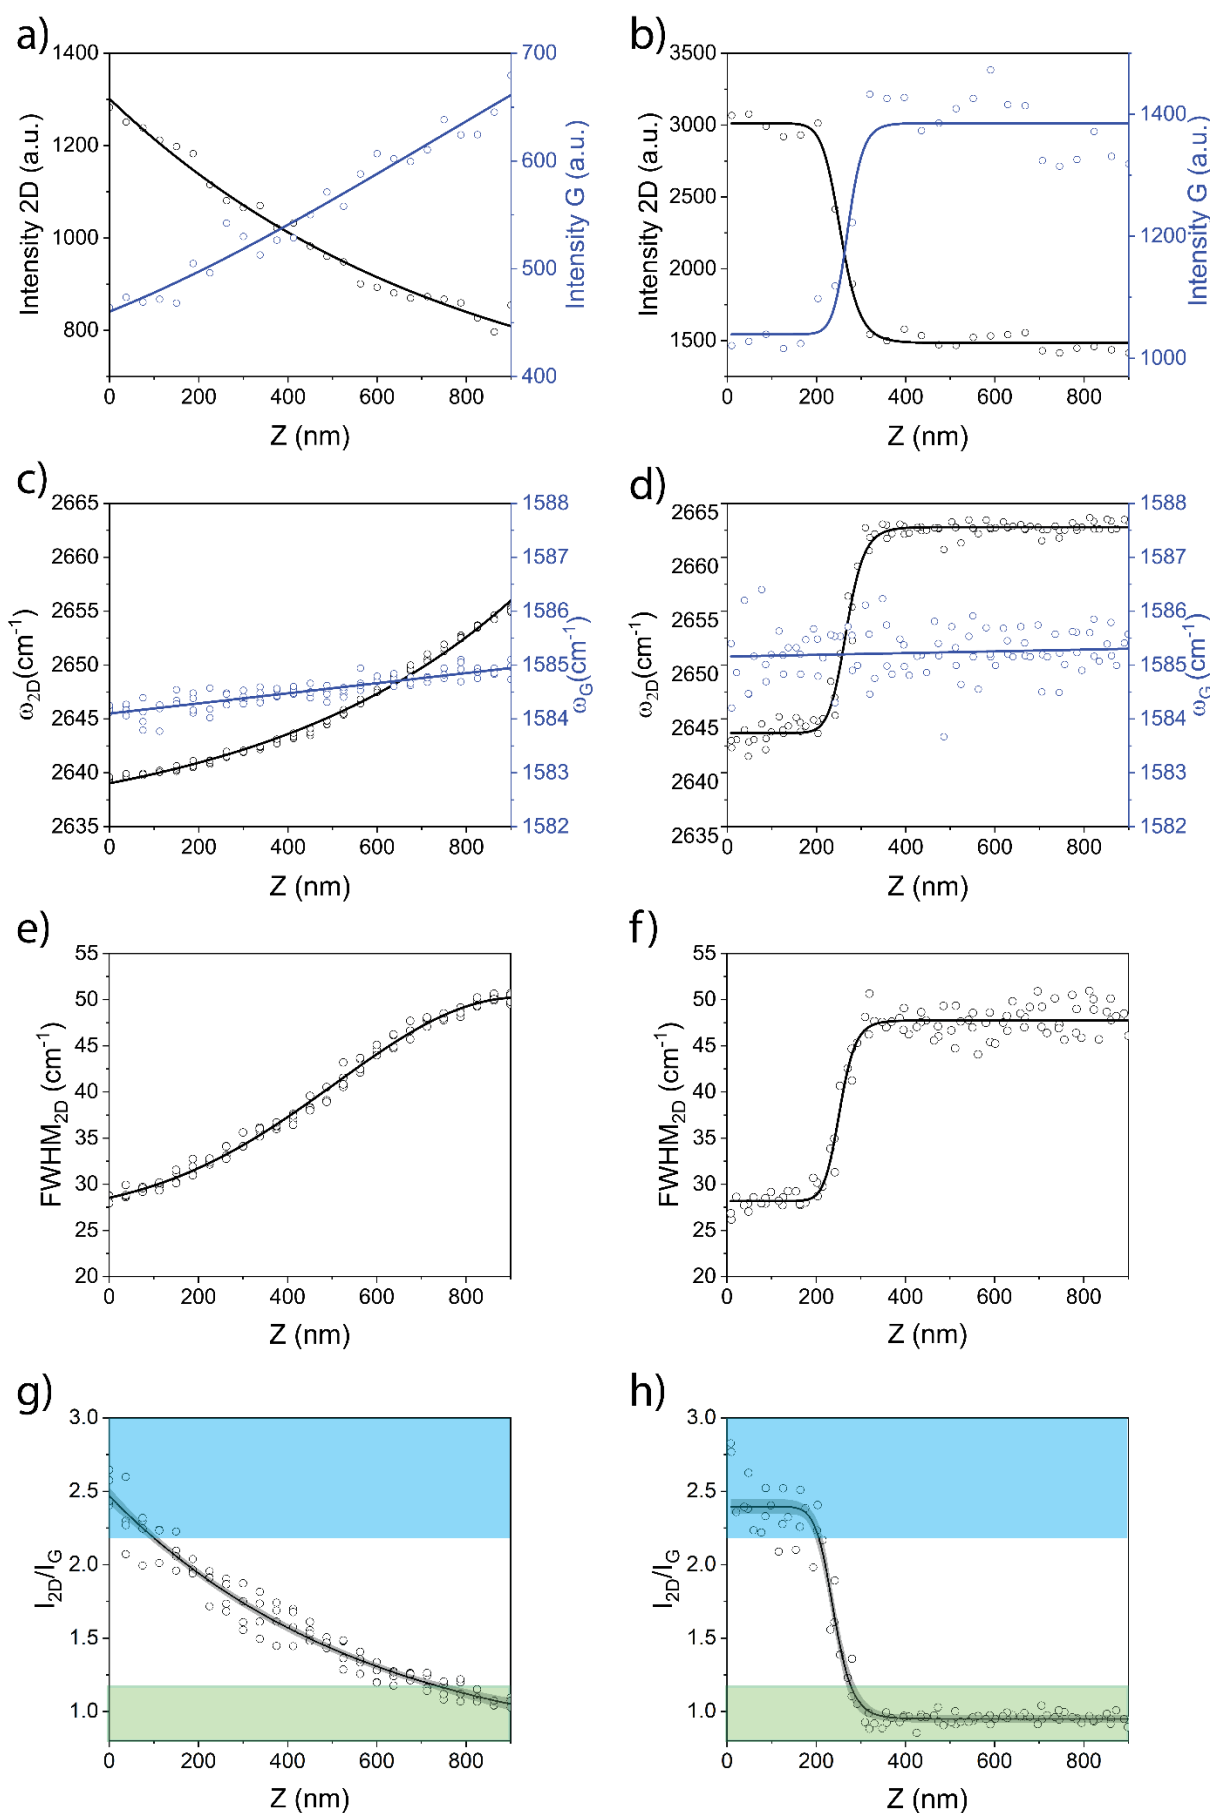 a)
1400
1200
1000
800
Intensity 2D (a.u.)
700
600
500
400
Intensity G (a.u.)
0 200 400 600 800
Z (nm)
b)
3500
3000
2500
2000
1500
Intensity 2D (a.u.)
1400
1200
1000
Intensity G (a.u.)
0 200 400 600 800
Z (nm)
c)
2665
2660
2655
2650
2645
2640
2635
ω2D(cm-1)
1588
1587
1586
1585
1584
1583
1582
ωG(cm-1)
0 200 400 600 800
Z (nm)
d)
2665
2660
2655
2650
2645
2640
2635
ω2D(cm-1)
1588
1587
1586
1585
1584
1583
1582
ωG(cm-1)
0 200 400 600 800
Z (nm)
e)
55
50
45
40
35
30
25
20
FWHM2D (cm-1)
0 200 400 600 800
Z (nm)
f)
55
50
45
40
35
30
25
20
FWHM2D (cm-1)
0 200 400 600 800
Z (nm)
g)
3.0
2.5
2.0
1.5
1.0
I2D/IG
0 200 400 600 800
Z (nm)
h)
3.0
2.5
2.0
1.5
1.0
I2D/IG
0 200 400 600 800
Z (nm)